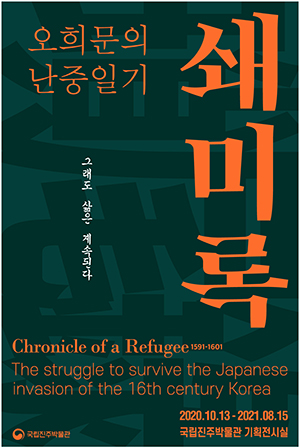 오희문의
난중일기
쇄미록
그래도 삶은 계속된다
Chronicle of a Refugee 1591-1601
The struggle to survive the Japanese
invasion of the 16th century Korea
2020.10.13 - 2021.08.15
국립진주박물관 기획전시실
국립진주박물관